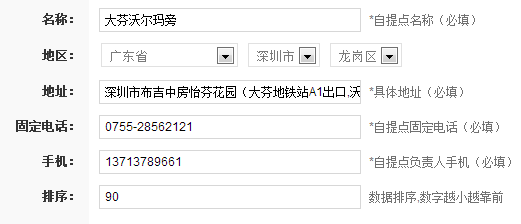 名称： 大芬沃尔玛旁 *自提点名称（必填）
地区： 广东省 深圳市 龙岗区
地址： 深圳市布吉中房怡芬花园（大芬地铁站A1出口,沃 *具体地址（必填）
固定电话： 0755-28562121 *自提点固定电话（必填）
手机： 13713789661 *自提点负责人手机（必填）
排序： 90 数据排序,数字越小越靠前